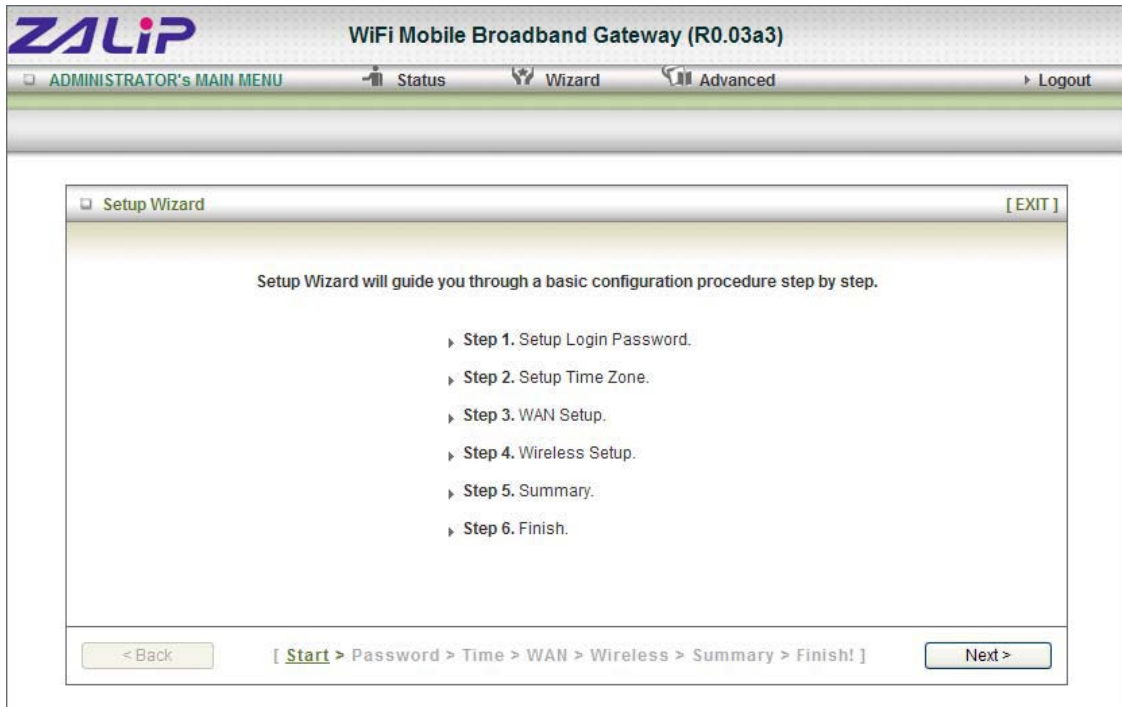 ZALiP WiFi Mobile Broadband Gateway (R0.03a3)
ADMINISTRATOR's MAIN MENU Status Wizard Advanced Logout
Setup Wizard [ EXIT ]
Setup Wizard will guide you through a basic configuration procedure step by step.
Step 1. Setup Login Password.
Step 2. Setup Time Zone.
Step 3. WAN Setup.
Step 4. Wireless Setup.
Step 5. Summary.
Step 6. Finish.
< Back [ Start > Password > Time > WAN > Wireless > Summary > Finish! ] Next >